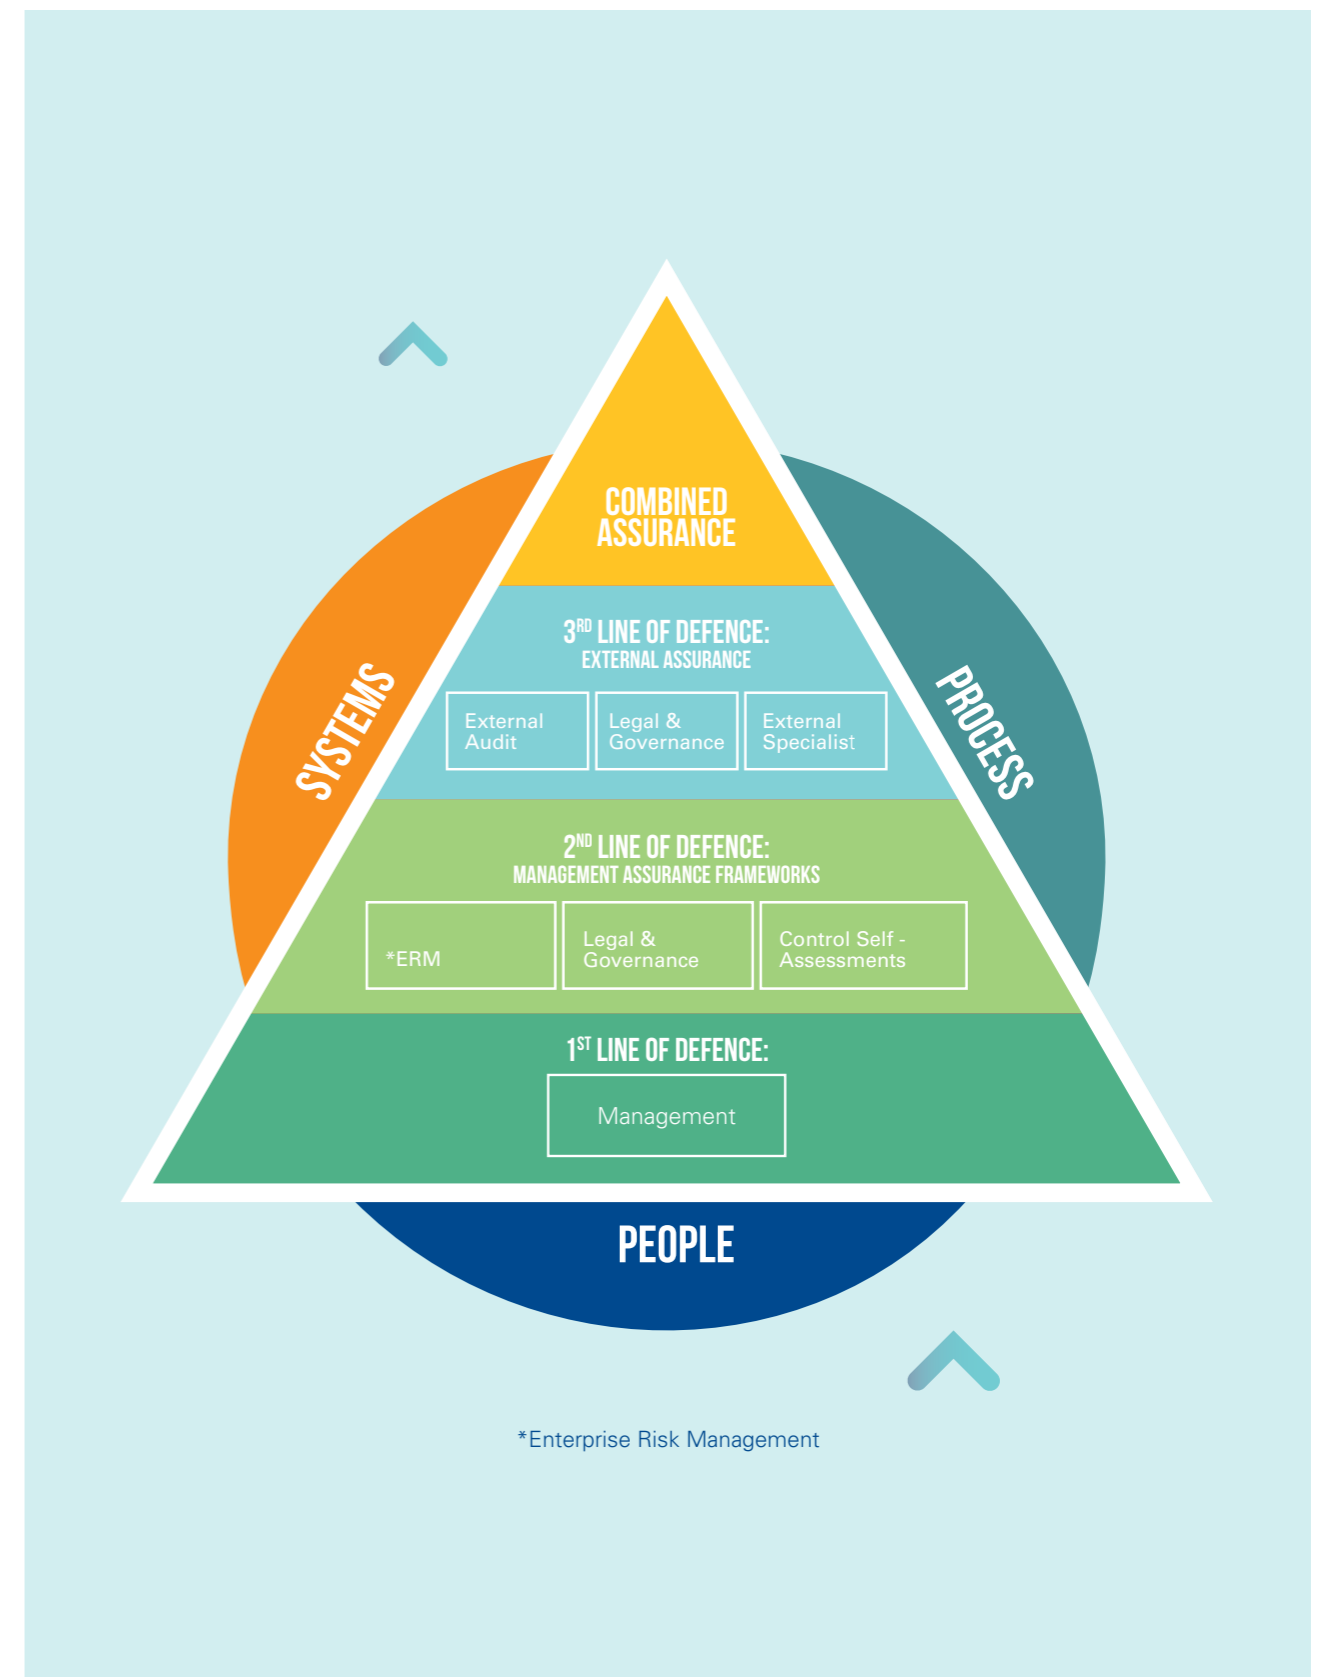 COMBINED
ASSURANCE
3RD LINE OF DEFENCE:
EXTERNAL ASSURANCE
External
Audit
Legal &
Governance
External
Specialist
SYSTEMS
PROCESS
2ND LINE OF DEFENCE:
MANAGEMENT ASSURANCE FRAMEWORKS
*ERM
Legal &
Governance
Control Self -
Assessments
1ST LINE OF DEFENCE:
Management
PEOPLE
*Enterprise Risk Management